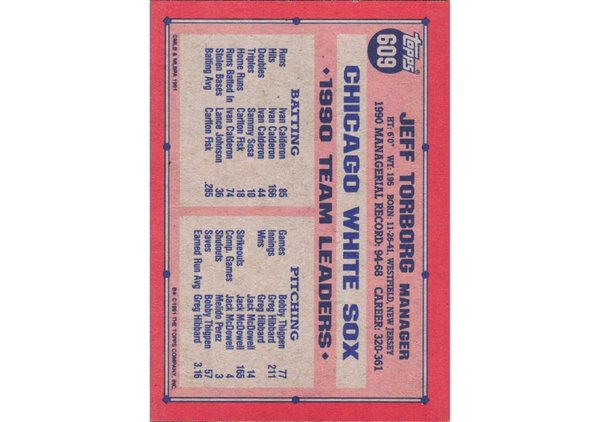 TOPPS
609
JEFF TORBORG MANAGER
HT: 6'0" WT: 195 BORN: 11-26-41, WESTFIELD, NEW JERSEY
1990 MANAGERIAL RECORD: 94-68 CAREER: 320-361
CHICAGO WHITE SOX
♦1990 TEAM LEADERS♦
BATTING
Runs Ivan Calderon 85
Hits Ivan Calderon 166
Doubles Ivan Calderon 44
Triples Sammy Sosa 10
Home Runs Carlton Fisk 18
Runs Batted In Ivan Calderon 74
Stolen Bases Lance Johnson 36
Batting Avg Carlton Fisk .285
PITCHING
Games Bobby Thigpen 77
Innings Greg Hibbard 211
Wins Greg Hibbard
Jack McDowell 14
Strikeouts Jack McDowell 165
Comp. Games Jack McDowell 4
Shutouts Melido Perez 3
Saves Bobby Thigpen 57
Earned Run Avg Greg Hibbard 3.16
©MLB & MLBPA 1991
B* ©1991 THE TOPPS COMPANY, INC.